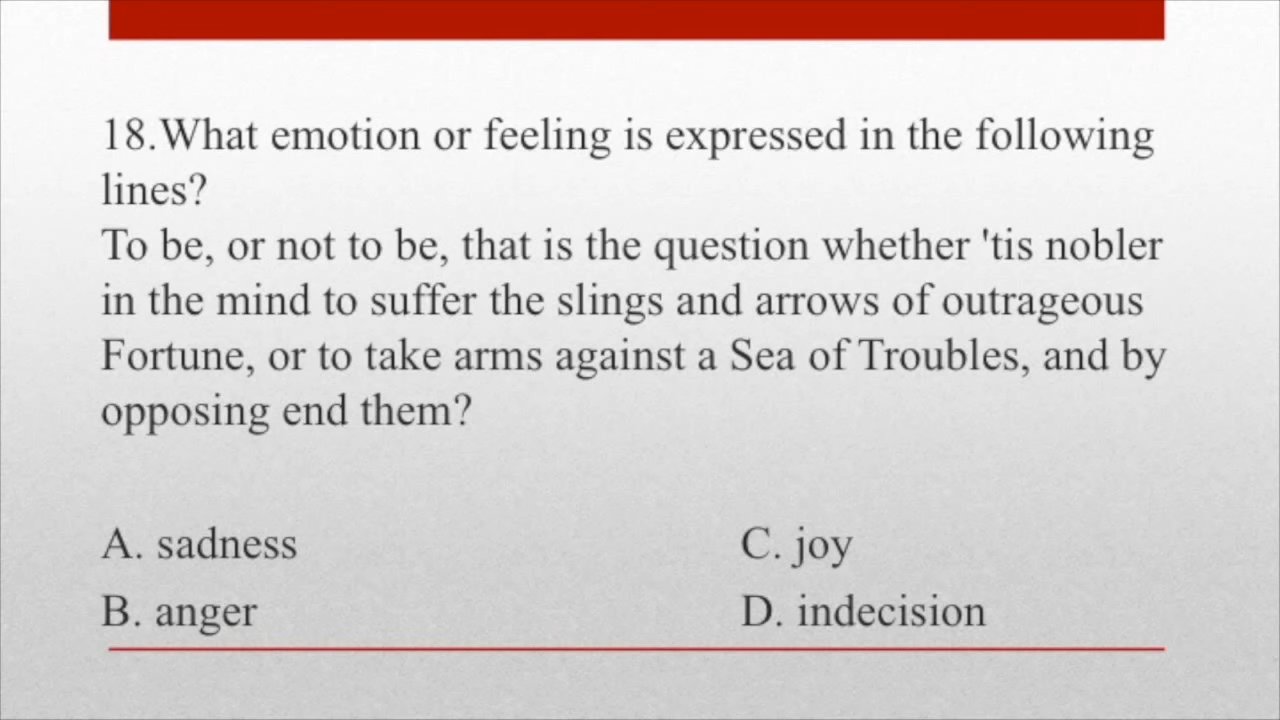 18.What emotion or feeling is expressed in the following
lines?
To be, or not to be, that is the question whether 'tis nobler
in the mind to suffer the slings and arrows of outrageous
Fortune, or to take arms against a Sea of Troubles, and by
opposing end them?
A. sadness
C. joy
B. anger
D. indecision